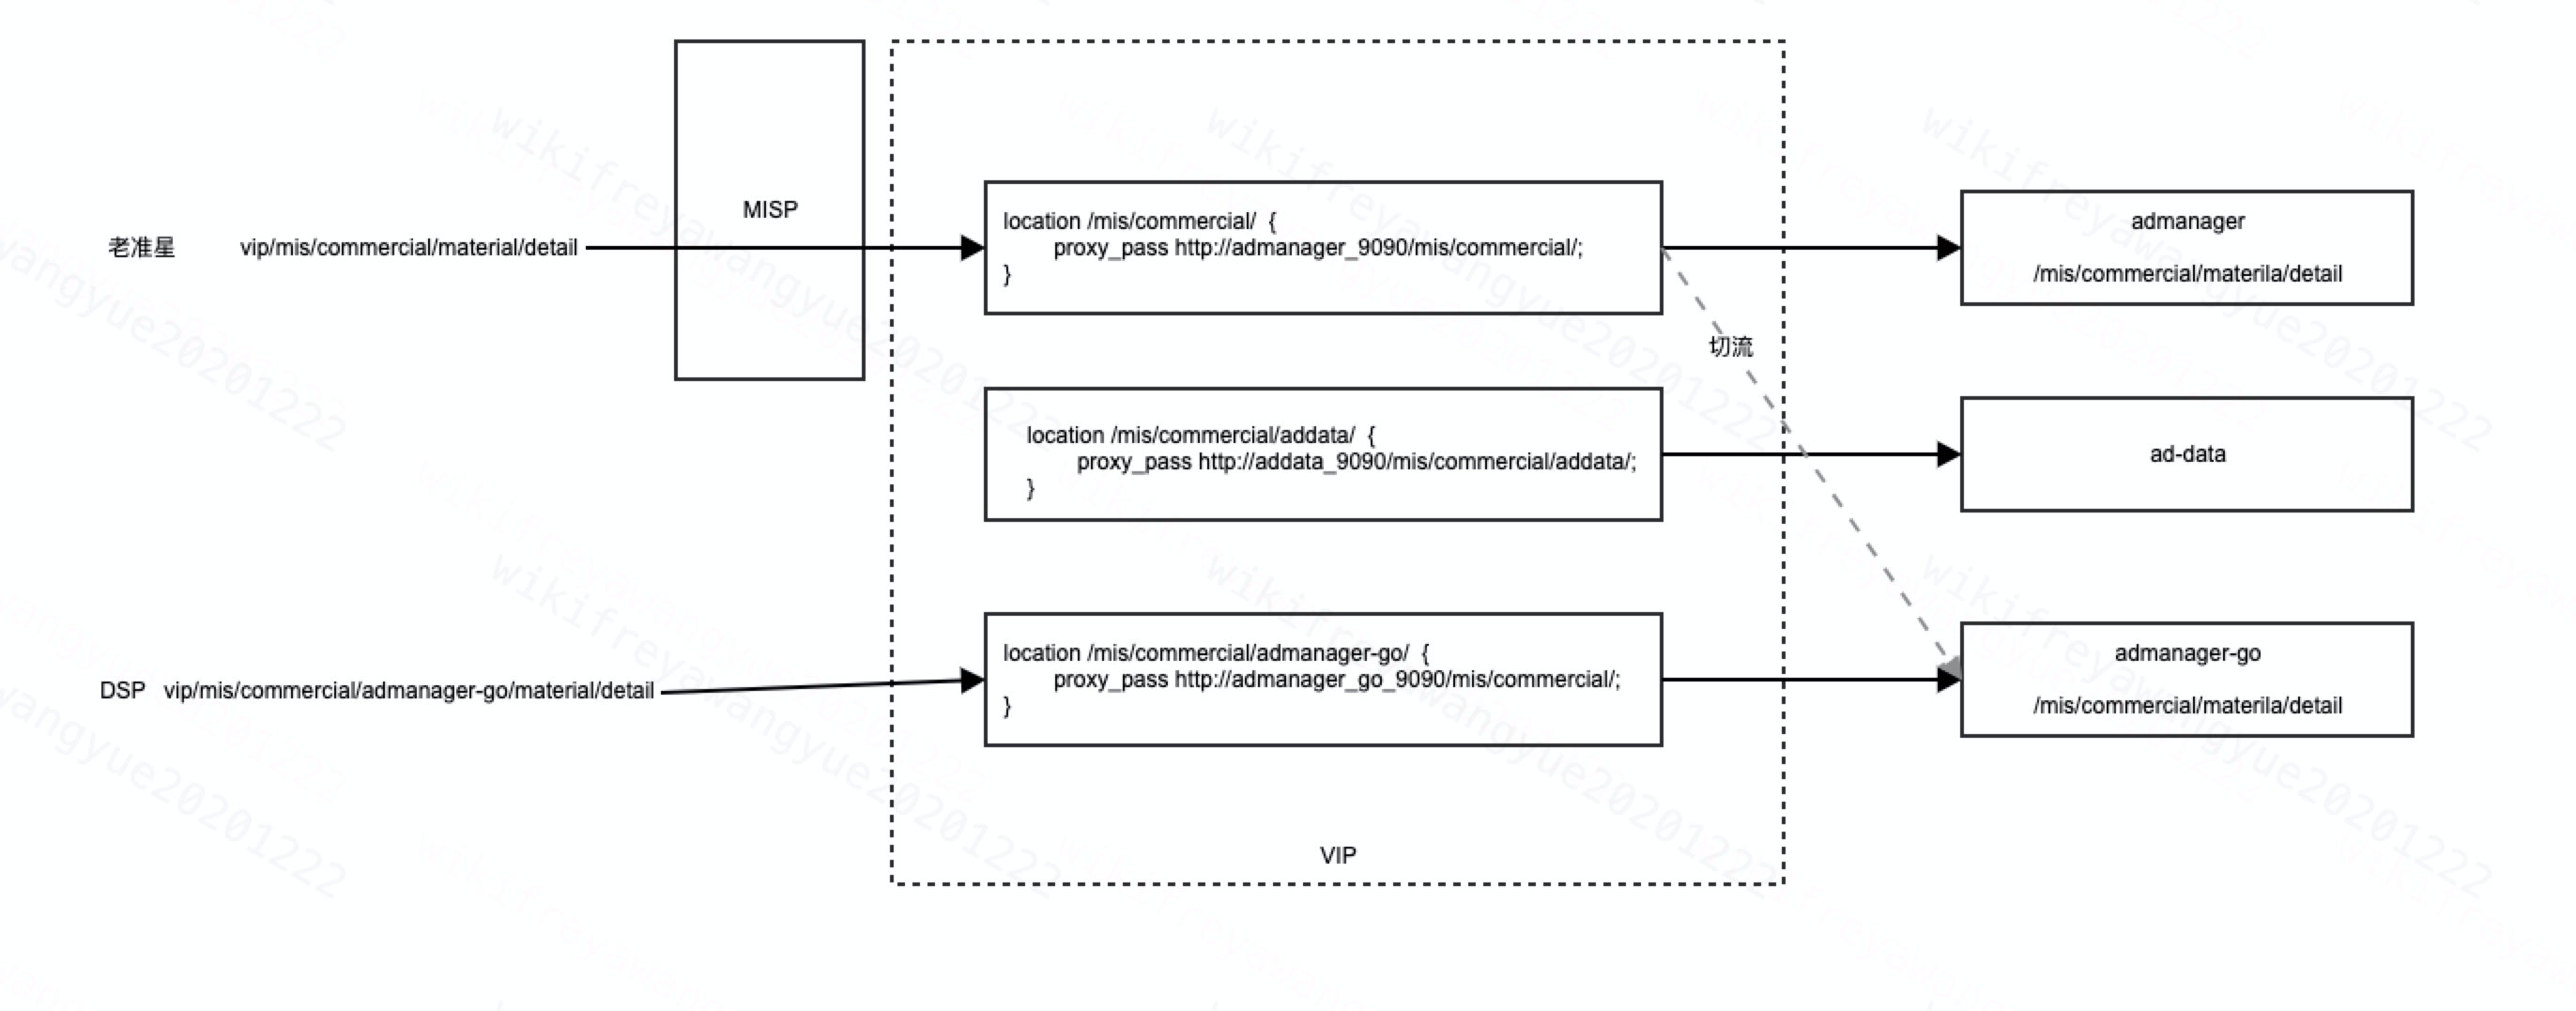 MISP
老准星 vip/mis/commercial/material/detail
location /mis/commercial/ {
proxy_pass http://admanager_9090/mis/commercial/;
}
admanager
/mis/commercial/materila/detail
切流
location /mis/commercial/addata/ {
proxy_pass http://addata_9090/mis/commercial/addata/;
}
ad-data
DSP vip/mis/commercial/admanager-go/material/detail
location /mis/commercial/admanager-go/ {
proxy_pass http://admanager_go_9090/mis/commercial/;
}
admanager-go
/mis/commercial/materila/detail
VIP
wikifreyawangyue20201222